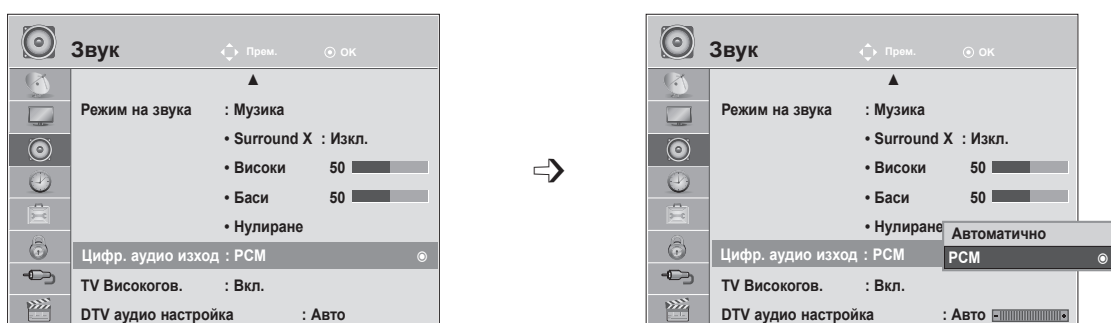 Звук Прем. OK
▲
Режим на звука : Музика
• Surround X : Изкл.
• Високи 50
• Баси 50
• Нулиране
Цифр. аудио изход : PCM
TV Високогов. : Вкл.
DTV аудио настройка : Авто
Звук Прем. OK
▲
Режим на звука : Музика
• Surround X : Изкл.
• Високи 50
• Баси 50
• Нулиране
Автоматично
Цифр. аудио изход : PCM
PCM
TV Високогов. : Вкл.
DTV аудио настройка : Авто